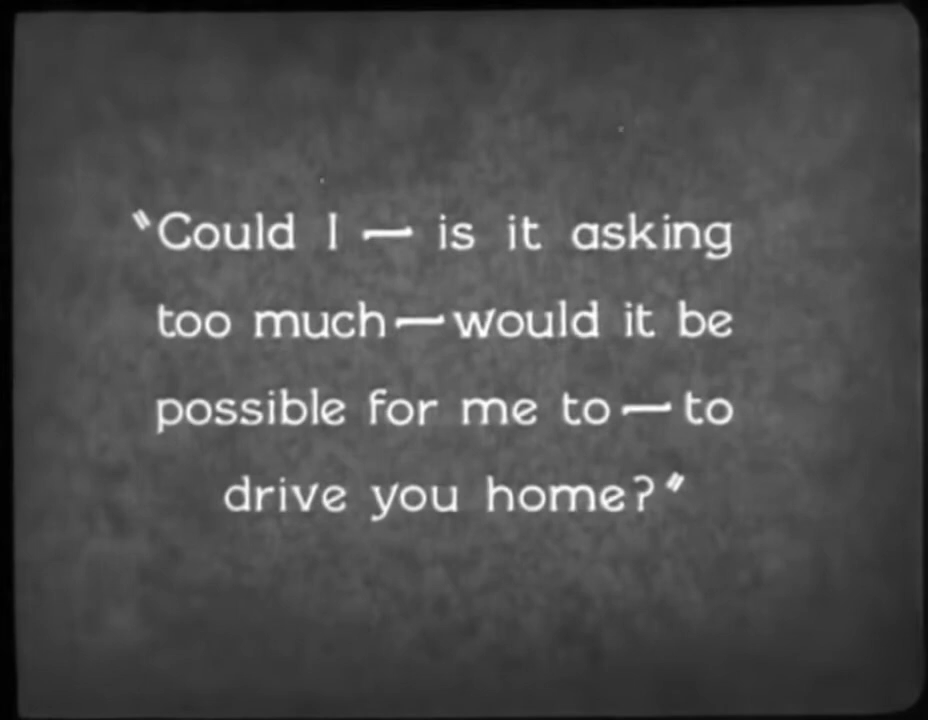 "Could I — is it asking
too much — would it be
possible for me to — to
drive you home?"